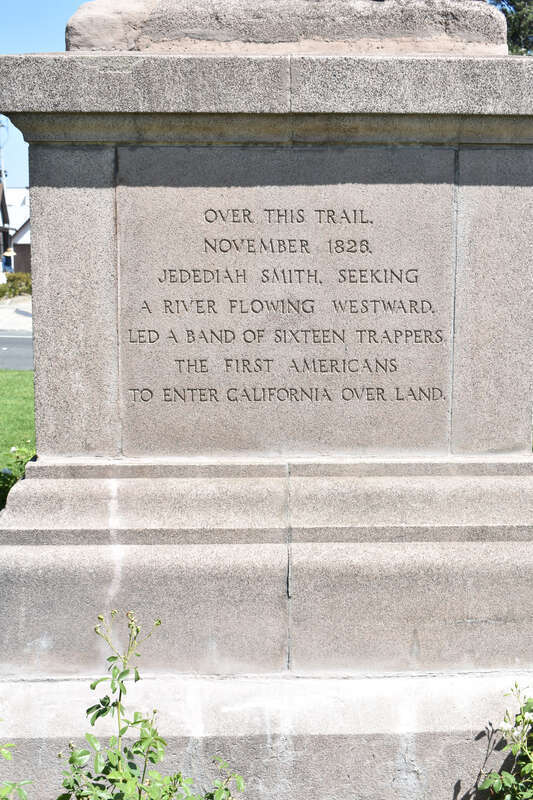 OVER THIS TRAIL,
NOVEMBER 1826,
JEDEDIAH SMITH, SEEKING
A RIVER FLOWING WESTWARD,
LED A BAND OF SIXTEEN TRAPPERS
THE FIRST AMERICANS
TO ENTER CALIFORNIA OVER LAND.